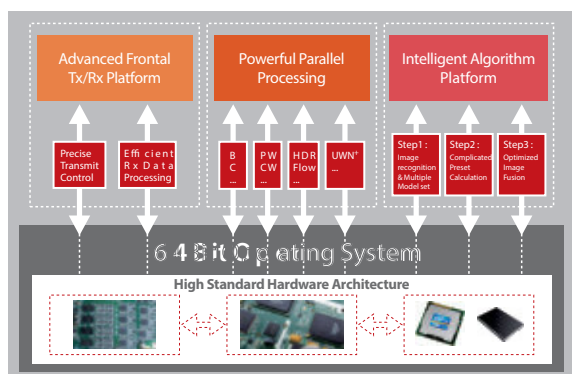 Advanced Frontal
Tx/Rx Platform
Powerful Parallel
Processing
Intelligent Algorithm
Platform
Precise
Transmit
Control
Efficient
Rx Data
Processing
B
C
...
PW
CW
...
HDR
Flow
...
UWN+
...
Step1:
Image
recognition
& Multiple
Model set
Step2:
Complicated
Preset
Calculation
Step3:
Optimized
Image
Fusion
64 Bit Operating System
High Standard Hardware Architecture